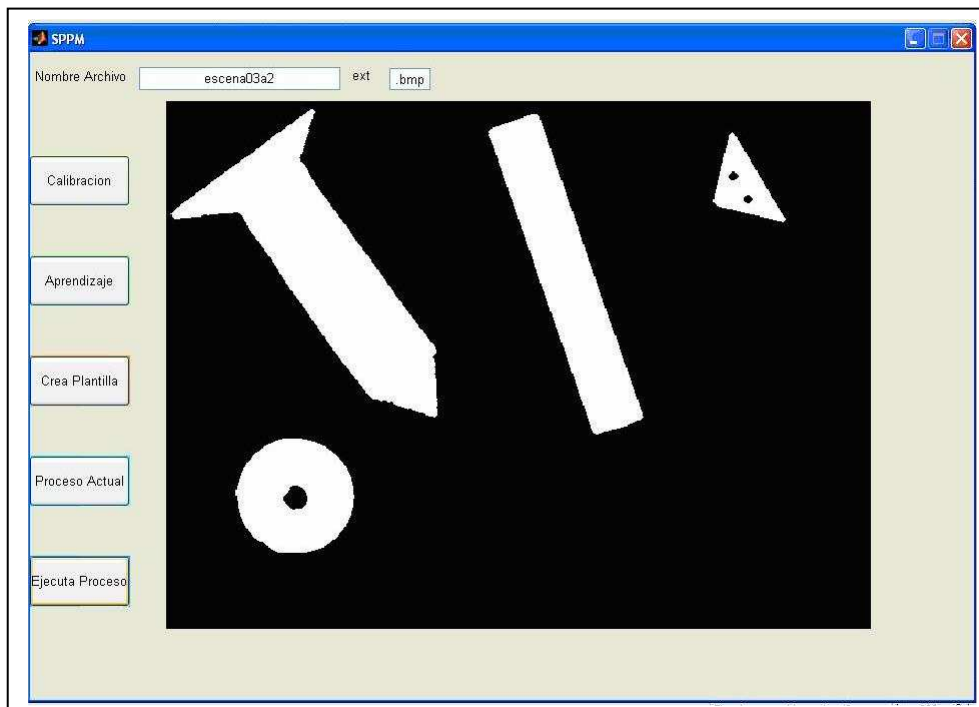 SPPM
Nombre Archivo escena03a2 ext .bmp
Calibracion
Aprendizaje
Crea Plantilla
Proceso Actual
Ejecuta Proceso